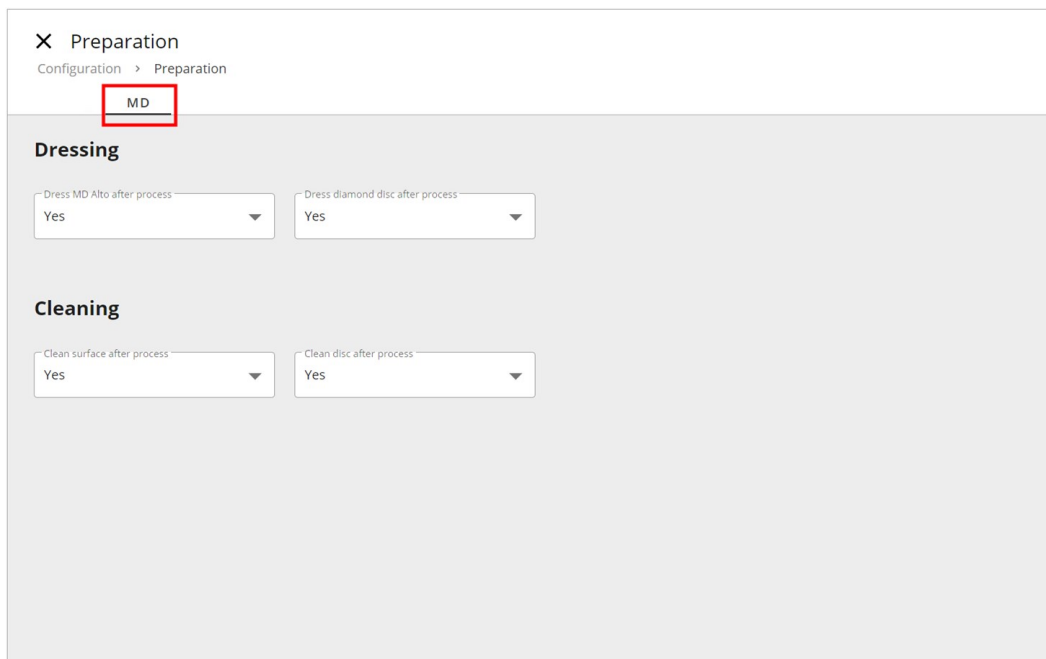 Preparation
Configuration > Preparation
MD
Dressing
Dress MD Alto after process
Yes
Dress diamond disc after process
Yes
Cleaning
Clean surface after process
Yes
Clean disc after process
Yes